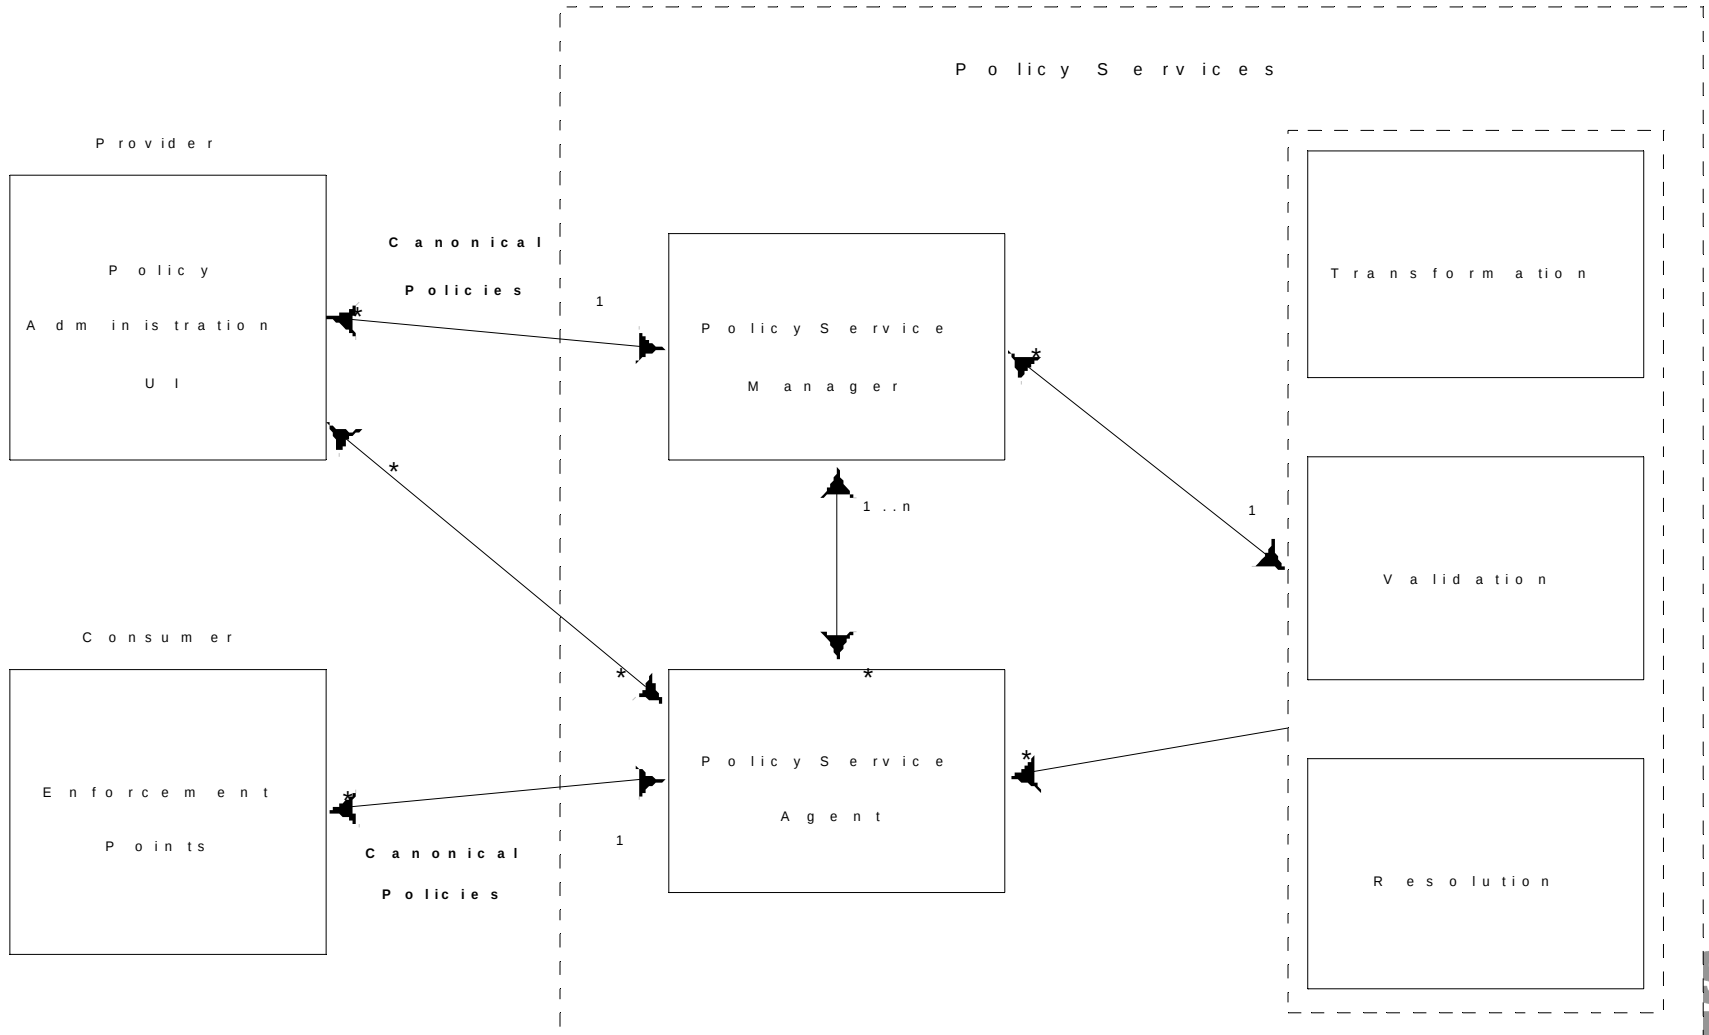 Policy Services
Provider
Policy
Administration
UI
Canonical
Policies
*
1
Policy Service
Manager
*
1
1..n
*
*
*
Transformation
Validation
Resolution
Consumer
Enforcement
Points
*
1
Canonical
Policies
Policy Service
Agent
*